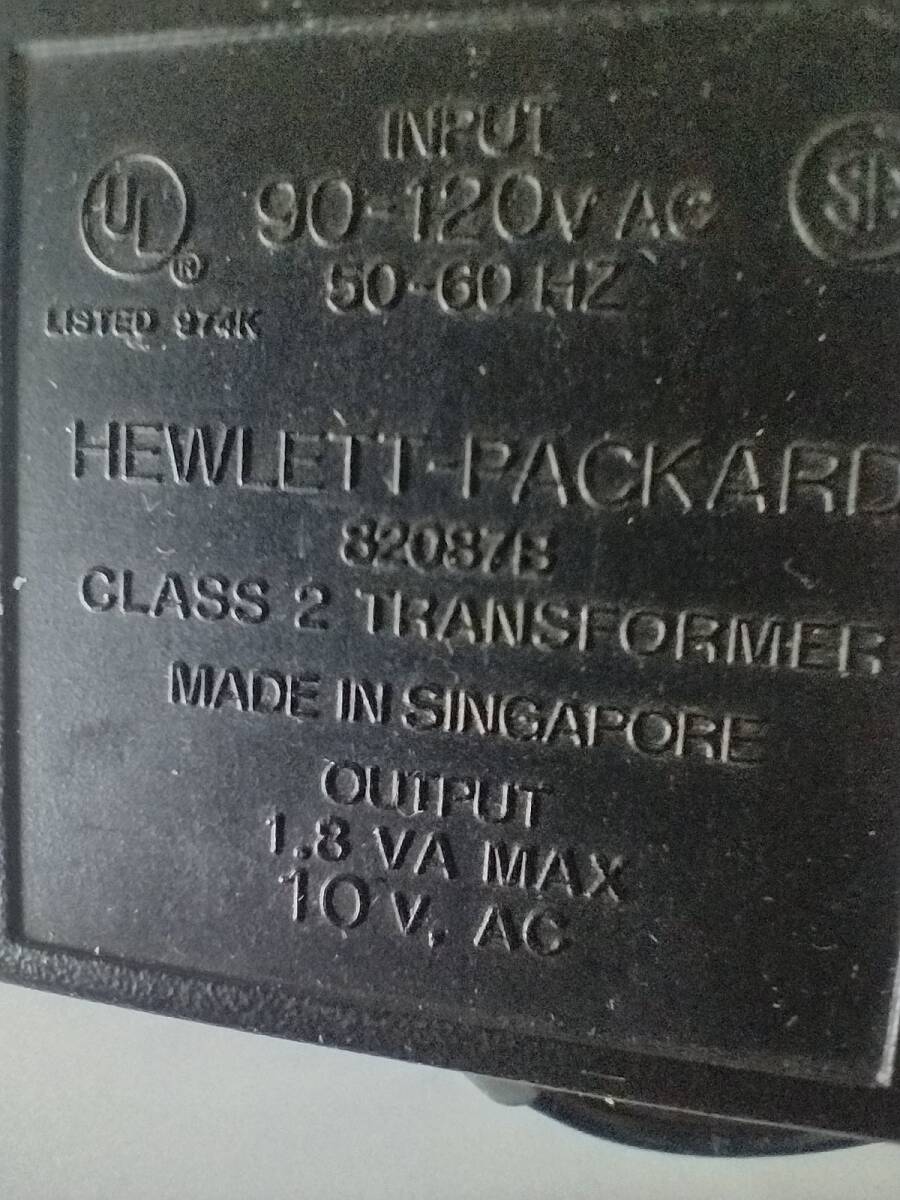 INPUT
UL® 90-120V AC
50-60 HZ
LISTED 974K
HEWLETT-PACKARD
82087B
CLASS 2 TRANSFORMER
MADE IN SINGAPORE
OUTPUT
1.8 VA MAX
10 V, AC